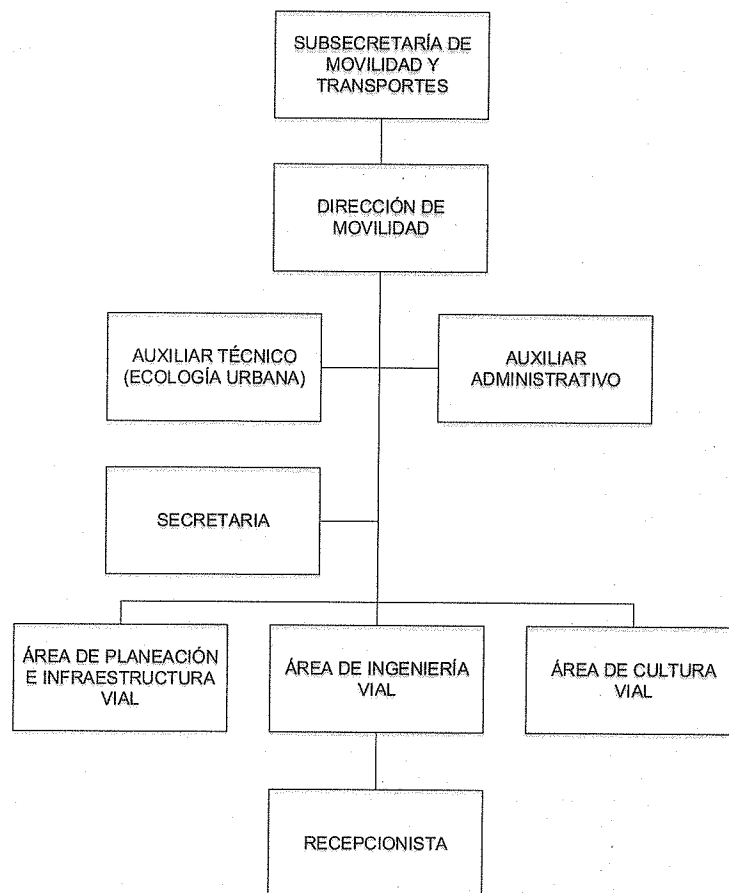 SUBSECRETARÍA DE
MOVILIDAD Y
TRANSPORTES
DIRECCIÓN DE
MOVILIDAD
AUXILIAR TÉCNICO
(ECOLOGÍA URBANA)
AUXILIAR
ADMINISTRATIVO
SECRETARIA
ÁREA DE PLANEACIÓN
E INFRAESTRUCTURA
VIAL
ÁREA DE INGENIERÍA
VIAL
ÁREA DE CULTURA
VIAL
RECEPCIONISTA